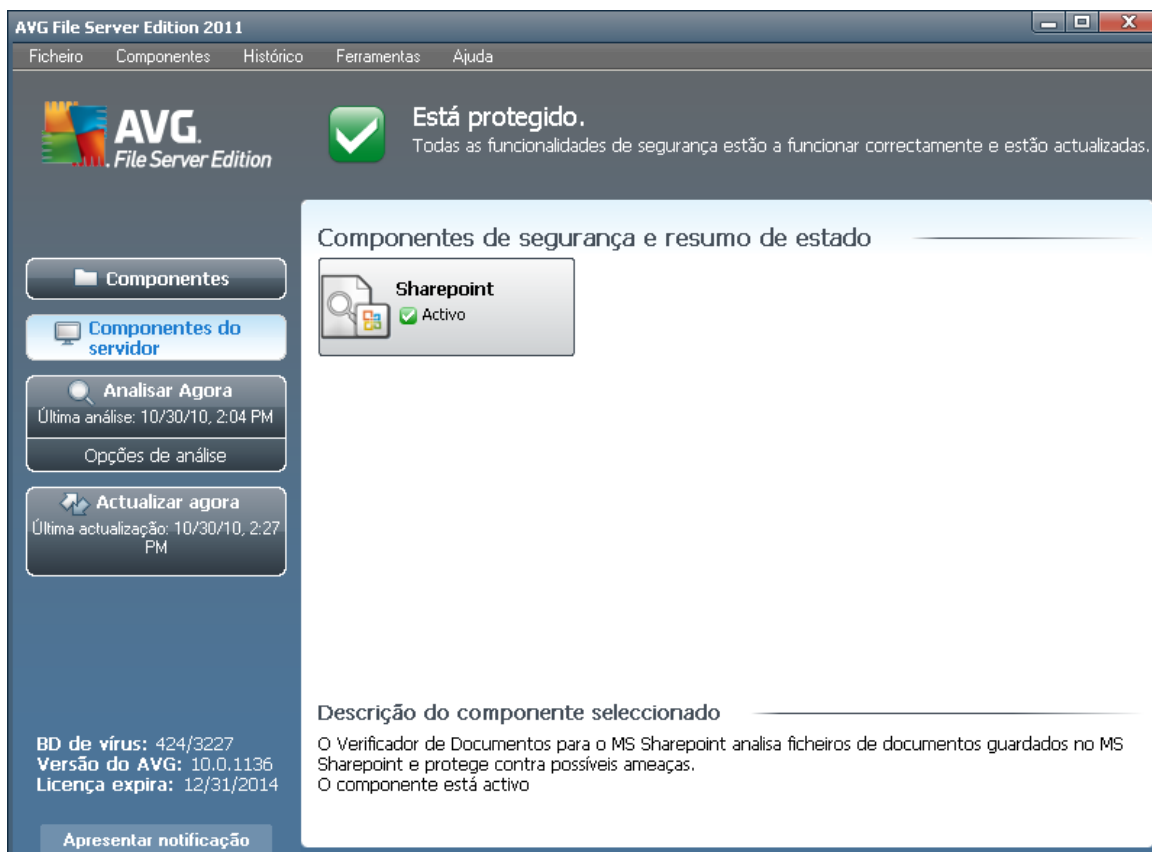 AVG File Server Edition 2011
Ficheiro Componentes Histórico Ferramentas Ajuda
AVG.
File Server Edition
Está protegido.
Todas as funcionalidades de segurança estão a funcionar correctamente e estão actualizadas.
Componentes
Componentes do
servidor
Analisar Agora
Última análise: 10/30/10, 2:04 PM
Opções de análise
Actualizar agora
Última actualização: 10/30/10, 2:27
PM
BD de vírus: 424/3227
Versão do AVG: 10.0.1136
Licença expira: 12/31/2014
Apresentar notificação
Componentes de segurança e resumo de estado
Sharepoint
Activo
Descrição do componente seleccionado
O Verificador de Documentos para o MS Sharepoint analisa ficheiros de documentos guardados no MS
Sharepoint e protege contra possíveis ameaças.
O componente está activo